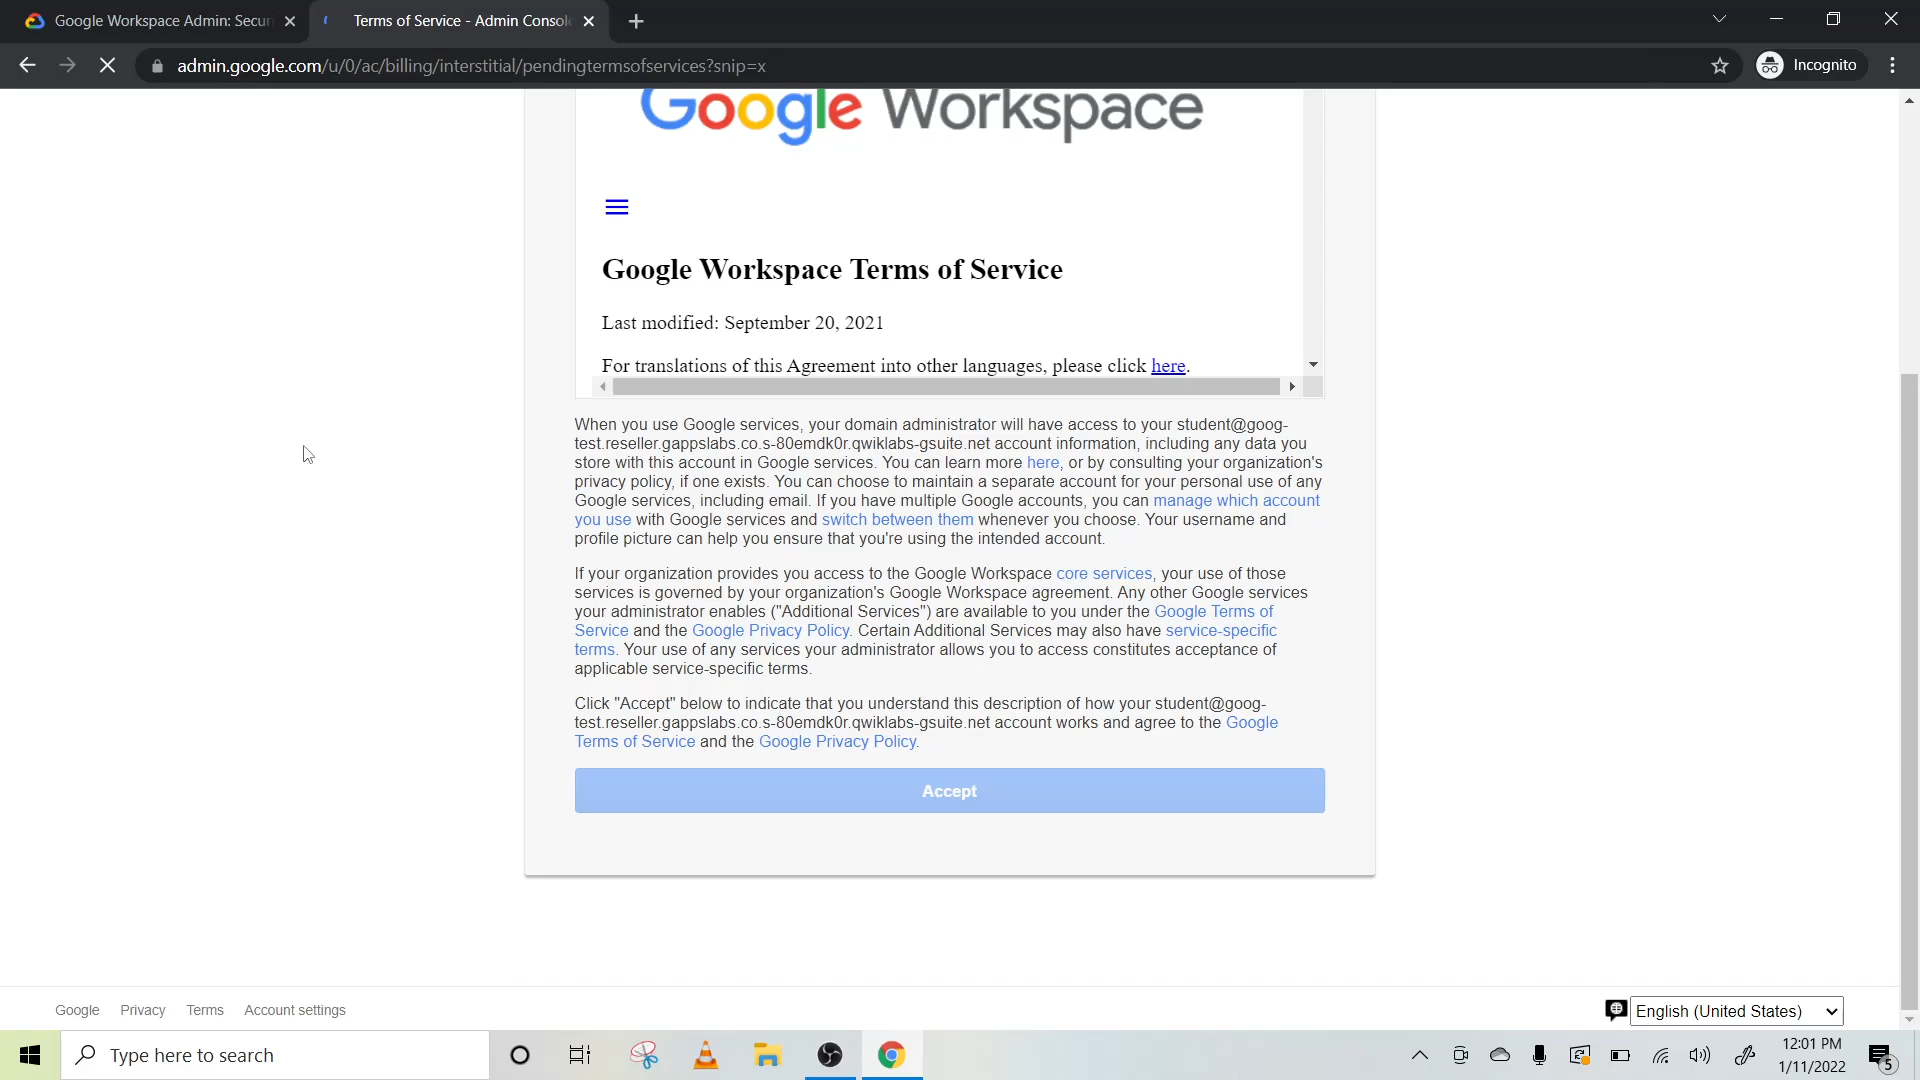 Google Workspace Admin: Secur
Terms of Service - Admin Consol
admin.google.com/u/0/ac/billing/interstitial/pendingtermsofservices?snip=x
Incognito
Google Workspace
Google Workspace Terms of Service
Last modified: September 20, 2021
For translations of this Agreement into other languages, please click here.
When you use Google services, your domain administrator will have access to your student@goog-
test.reseller.gappslabs.co.s-80emdk0r.qwiklabs-gsuite.net account information, including any data you
store with this account in Google services. You can learn more here, or by consulting your organization's
privacy policy, if one exists. You can choose to maintain a separate account for your personal use of any
Google services, including email. If you have multiple Google accounts, you can manage which account
you use with Google services and switch between them whenever you choose. Your username and
profile picture can help you ensure that you're using the intended account.
If your organization provides you access to the Google Workspace core services, your use of those
services is governed by your organization's Google Workspace agreement. Any other Google services
your administrator enables ("Additional Services") are available to you under the Google Terms of
Service and the Google Privacy Policy. Certain Additional Services may also have service-specific
terms. Your use of any services your administrator allows you to access constitutes acceptance of
applicable service-specific terms.
Click "Accept" below to indicate that you understand this description of how your student@goog-
test.reseller.gappslabs.co.s-80emdk0r.qwiklabs-gsuite.net account works and agree to the Google
Terms of Service and the Google Privacy Policy.
Accept
Google Privacy Terms Account settings
English (United States)
Type here to search
12:01 PM
1/11/2022
5